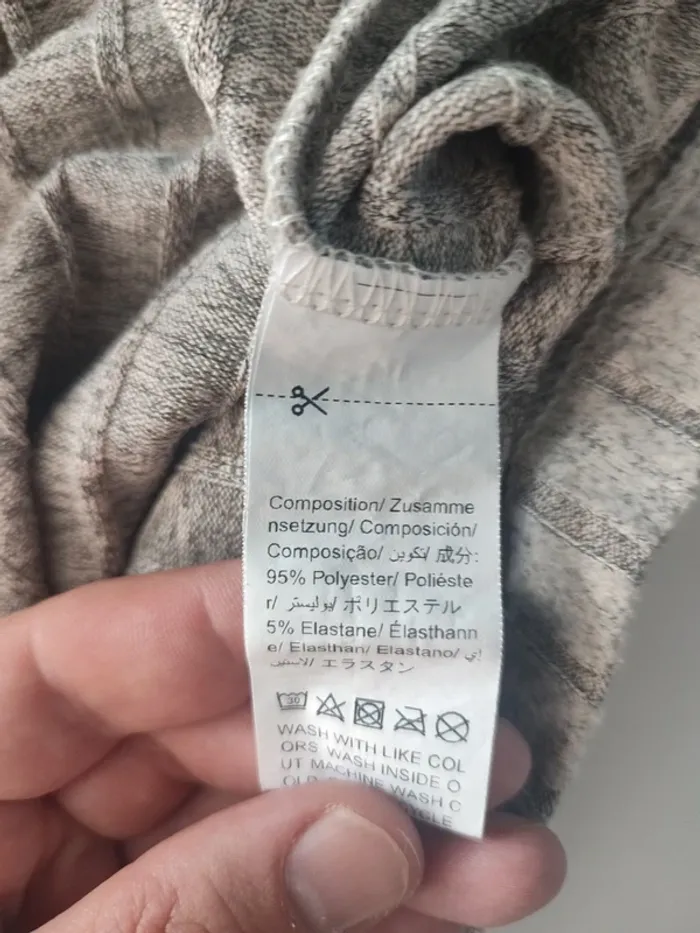 Composition/ Zusamme
nsetzung/ Composición/
Composição/ تكوين/ 成分:
95% Polyester/ Poliéste
r/ بوليستر/ ポリエステル
5% Elastane/ Élasthann
e/ Elasthan/ Elastano/
エラスタン
30
WASH WITH LIKE COL
ORS WASH INSIDE O
UT MACHINE WASH C
OLD